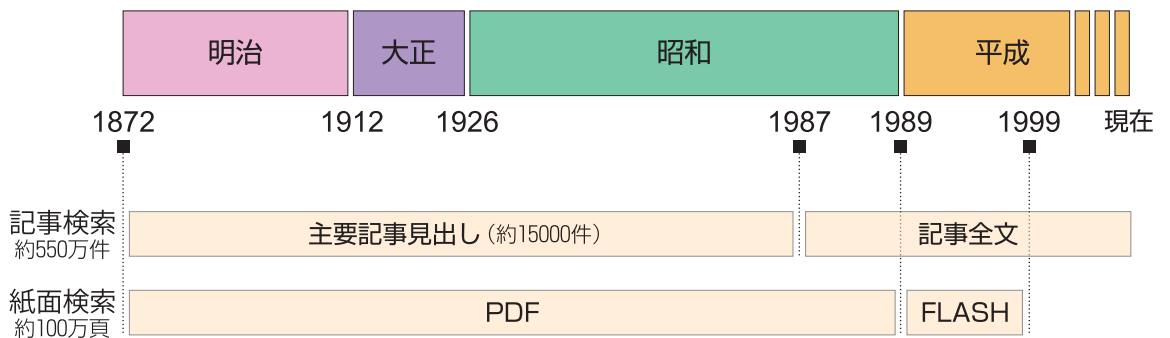 明治 大正 昭和 平成
1872 1912 1926 1987 1989 1999 現在
記事検索
約550万件
主要記事見出し（約15000件） 記事全文
紙面検索
約100万頁
PDF FLASH